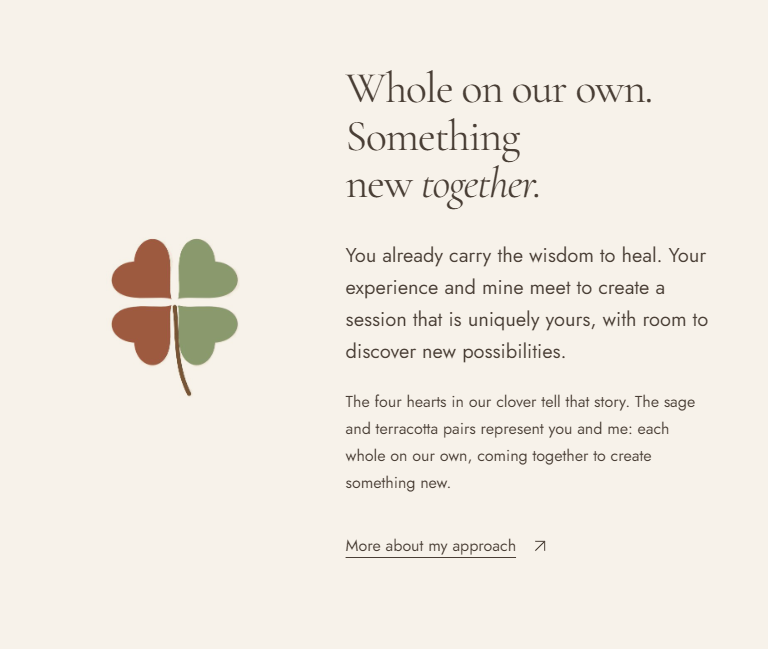 Whole on our own.
Something
new together.
You already carry the wisdom to heal. Your
experience and mine meet to create a
session that is uniquely yours, with room to
discover new possibilities.
The four hearts in our clover tell that story. The sage
and terracotta pairs represent you and me: each
whole on our own, coming together to create
something new.
More about my approach